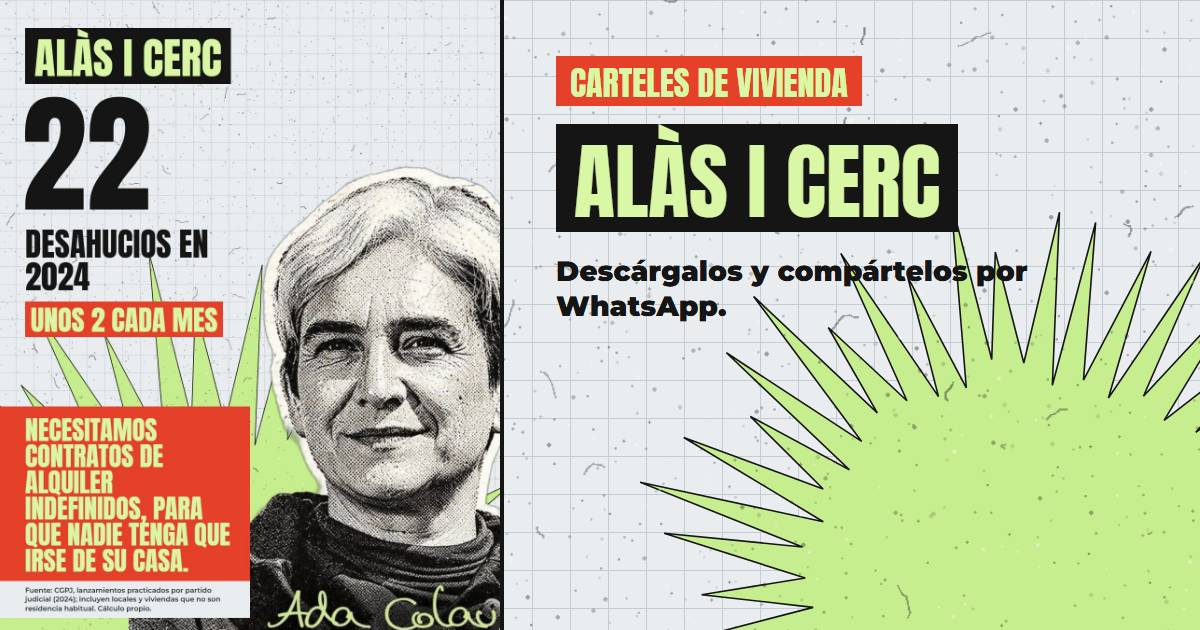 ALÀS I CERC
22
DESAHUCIOS EN
2024
UNOS 2 CADA MES
NECESITAMOS
CONTRATOS DE
ALQUILER
INDEFINIDOS, PARA
QUE NADIE TENGA QUE
IRSE DE SU CASA.
Fuente: CGPJ, lanzamientos practicados por partido
judicial (2024); incluyen locales y viviendas que no son
residencia habitual. Cálculo propio.
Ada Colau
CARTELES DE VIVIENDA
ALÀS I CERC
Descárgalos y compártelos por
WhatsApp.